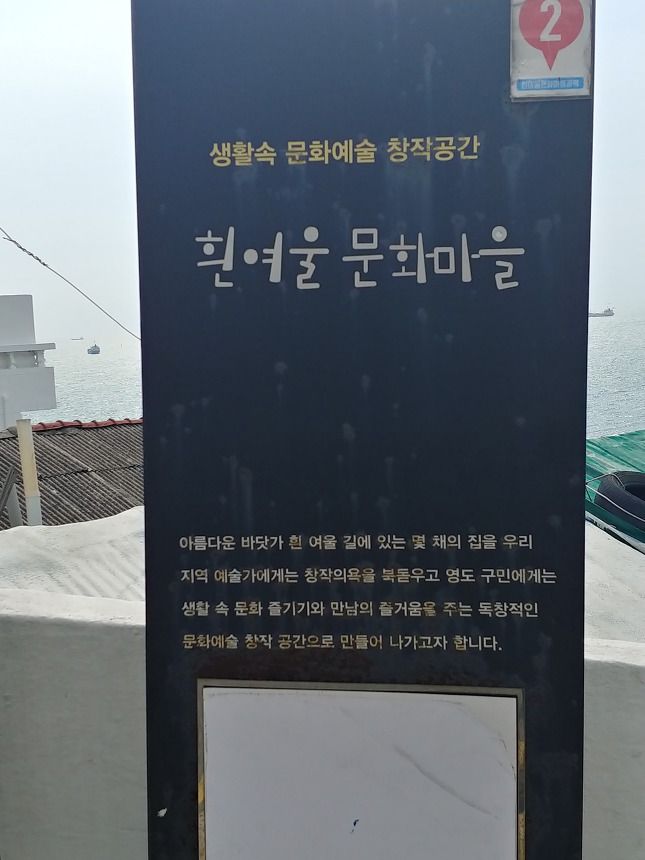 2
생활속 문화예술 창작공간
흰여울 문화마을
아름다운 바닷가 흰 여울 길에 있는 몇 채의 집을 우리
지역 예술가에게는 창작의욕을 북돋우고 영도 구민에게는
생활 속 문화 즐기기와 만남의 즐거움을 주는 독창적인
문화예술 창작 공간으로 만들어 나가고자 합니다.